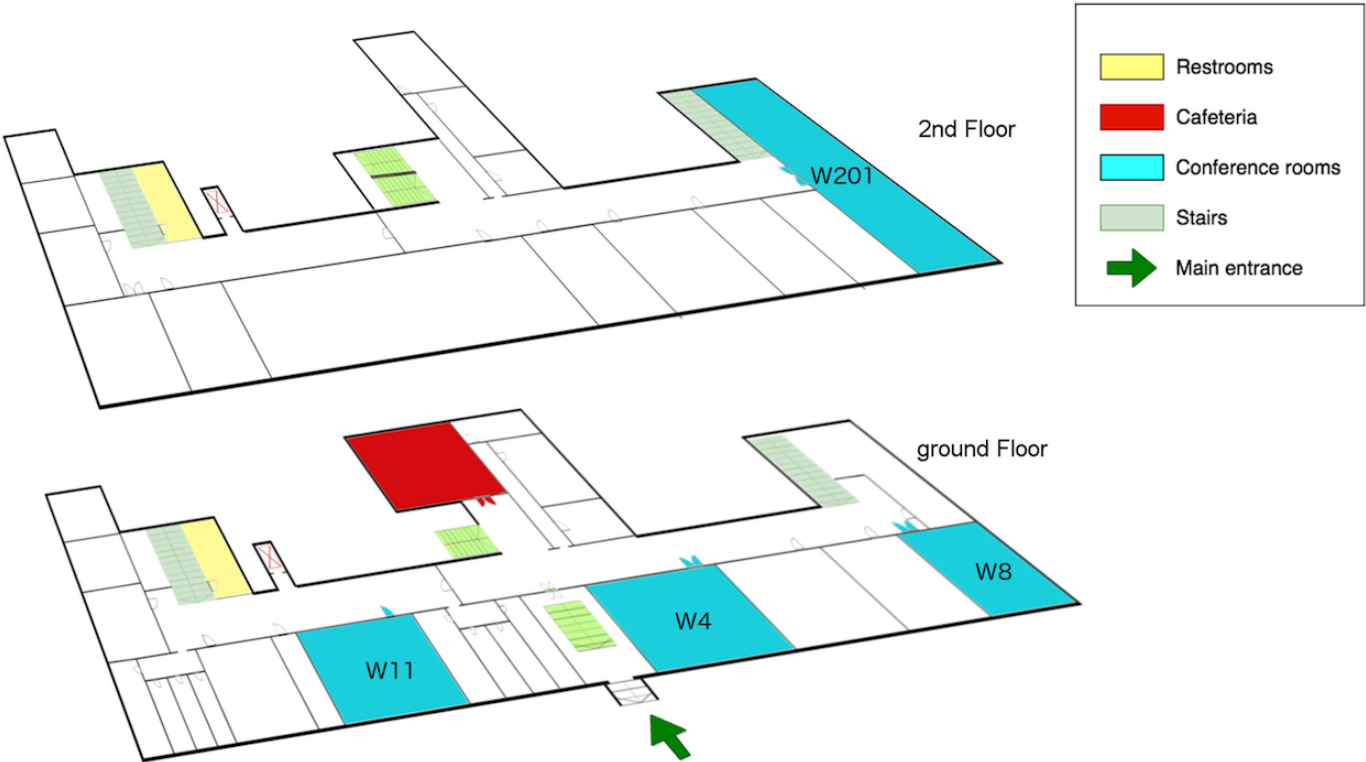 Restrooms
Cafeteria
2nd Floor
Conference rooms
W201
Stairs
Main entrance
ground Floor
W8
W4
W11